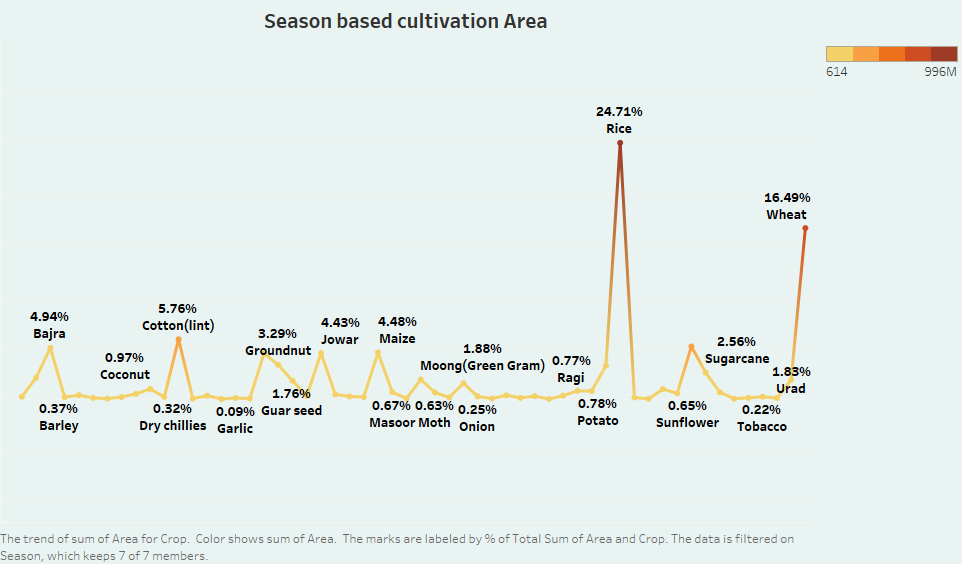 Season based cultivation Area
614 996M
24.71%
Rice
16.49%
Wheat
5.76%
Cotton(lint)
4.94%
Bajra
4.43%
Jowar
4.48%
Maize
3.29%
Groundnut
2.56%
Sugarcane
1.88%
Moong(Green Gram)
0.97%
Coconut
0.77%
Ragi
1.83%
Urad
1.76%
Guar seed
0.37%
Barley
0.32%
Dry chillies
0.09%
Garlic
0.67%
Masoor
0.63%
Moth
0.25%
Onion
0.78%
Potato
0.65%
Sunflower
0.22%
Tobacco
The trend of sum of Area for Crop.  Color shows sum of Area.  The marks are labeled by % of Total Sum of Area and Crop. The data is filtered on
Season, which keeps 7 of 7 members.